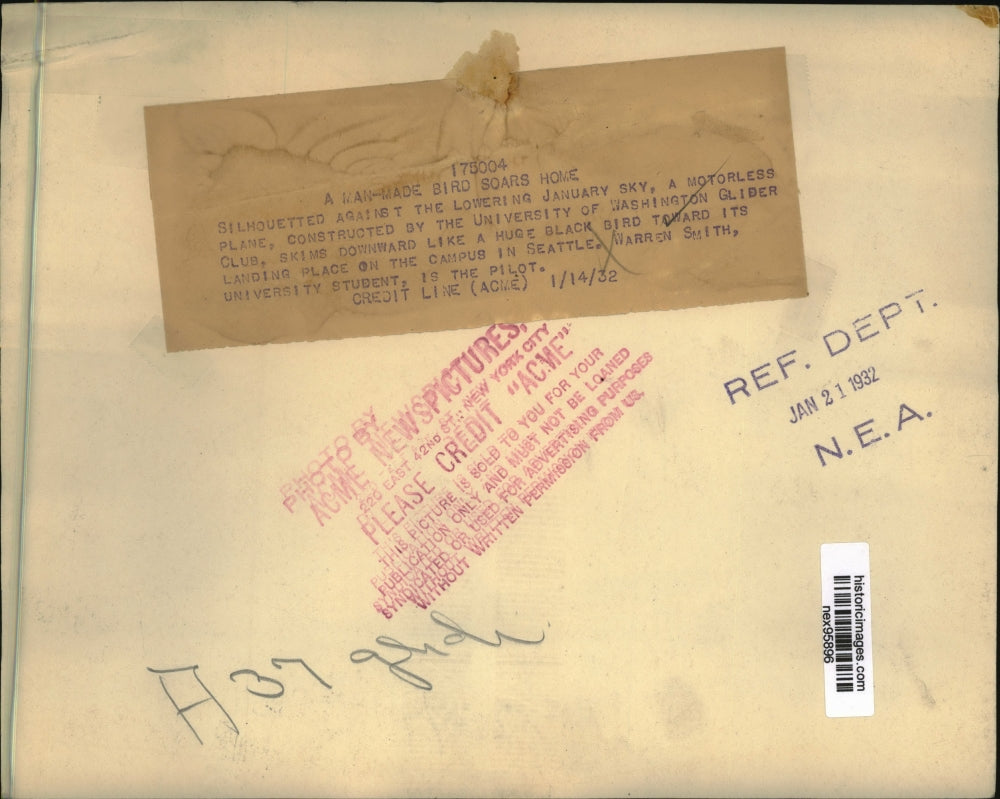 175004
A MAN-MADE BIRD SOARS HOME
SILHOUETTED AGAINST THE LOWERING JANUARY SKY, A MOTORLESS
PLANE, CONSTRUCTED BY THE UNIVERSITY OF WASHINGTON GLIDER
CLUB, SKIMS DOWNWARD LIKE A HUGE BLACK BIRD TOWARD ITS
LANDING PLACE ON THE CAMPUS IN SEATTLE. WARREN SMITH,
UNIVERSITY STUDENT, IS THE PILOT.
CREDIT LINE (ACME) 1/14/32
PHOTO BY
ACME NEWSPICTURES,
220 EAST 42ND ST. NEW YORK CITY
PLEASE CREDIT "ACME"
THIS PICTURE IS SOLD TO YOU FOR YOUR
PUBLICATION ONLY AND MUST NOT BE LOANED
SYNDICATED OR USED FOR ADVERTISING PURPOSES
WITHOUT WRITTEN PERMISSION FROM US.
REF. DEPT.
JAN 21 1932
N.E.A.
historicimages.com
nex95896
37